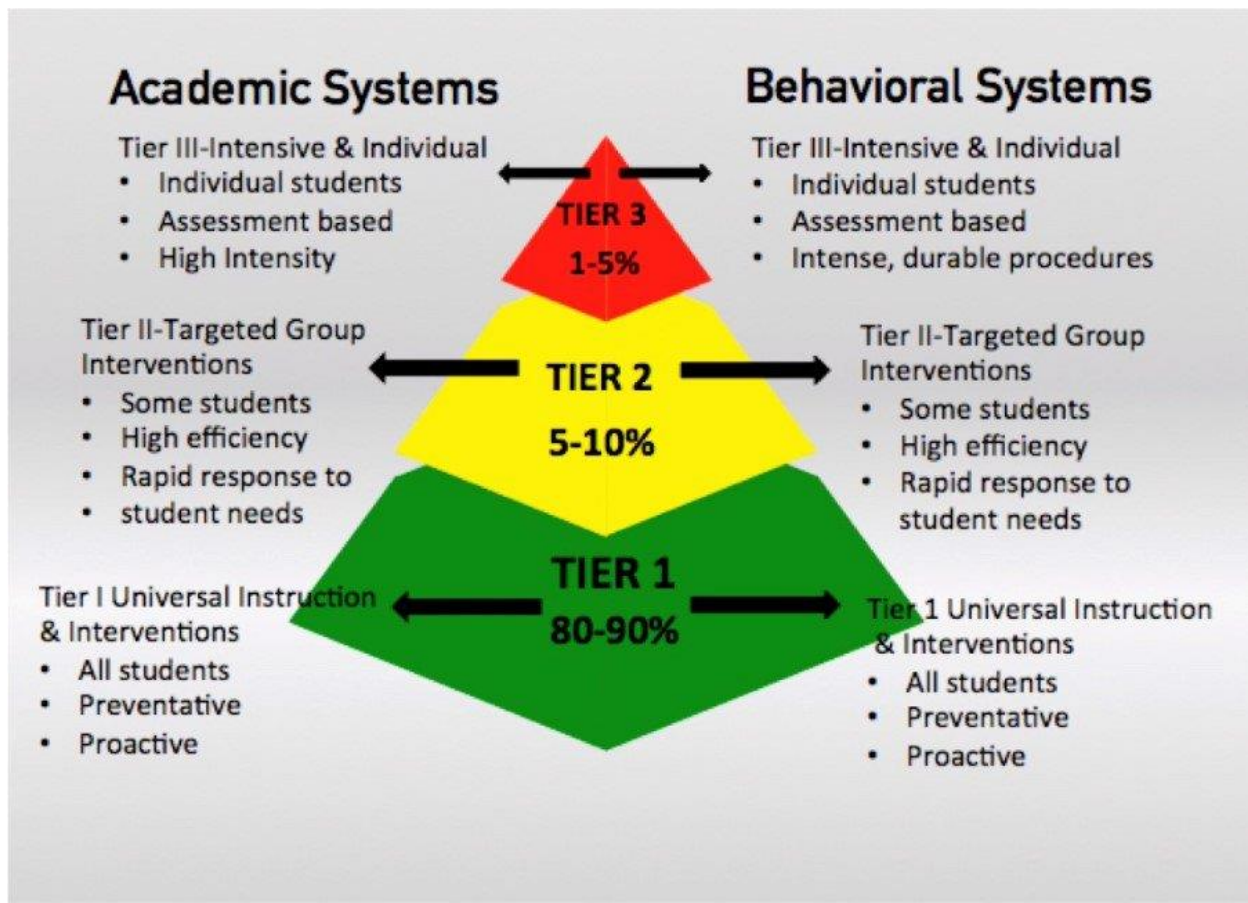 Academic Systems
Tier III-Intensive & Individual
• Individual students
• Assessment based
• High Intensity
Tier II-Targeted Group
Interventions
• Some students
• High efficiency
• Rapid response to
• student needs
Tier I Universal Instruction
& Interventions
• All students
• Preventative
• Proactive
TIER 3
1-5%
TIER 2
5-10%
TIER 1
80-90%
Behavioral Systems
Tier III-Intensive & Individual
• Individual students
• Assessment based
• Intense, durable procedures
Tier II-Targeted Group
Interventions
• Some students
• High efficiency
• Rapid response to
student needs
Tier 1 Universal Instruction
& Interventions
• All students
• Preventative
• Proactive